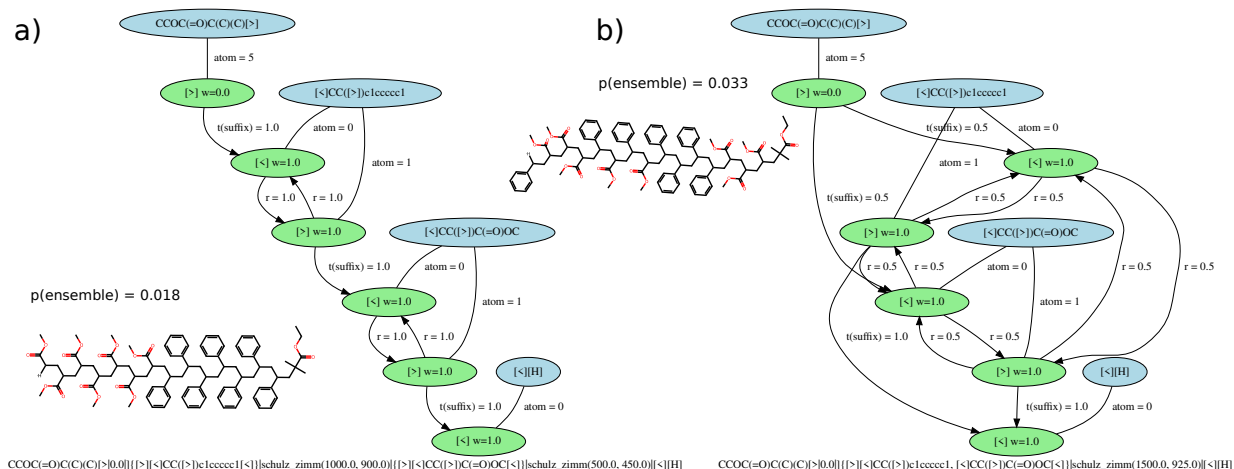 a)
CCOC(=O)C(C)(C)[>]
atom = 5
[>] w=0.0
[<]CC([>])c1ccccc1
t(suffix) = 1.0
atom = 0
[<] w=1.0
atom = 1
r = 1.0
r = 1.0
[>] w=1.0
[<]CC([>])C(=O)OC
t(suffix) = 1.0
atom = 0
[<] w=1.0
p(ensemble) = 0.018
atom = 1
r = 1.0
r = 1.0
[>] w=1.0
[<][H]
t(suffix) = 1.0
atom = 0
[<] w=1.0
CCOC(=O)C(C)(C)[>]|0.0|{[>][<]CC([>])c1ccccc1[<]}|schulz_zimm(1000.0, 900.0)|{[>][<]CC([>])C(=O)OC[<]}|schulz_zimm(500.0, 450.0)|[<][H]
b)
CCOC(=O)C(C)(C)[>]
atom = 5
p(ensemble) = 0.033
[>] w=0.0
[<]CC([>])c1ccccc1
t(suffix) = 0.5
atom = 0
[<] w=1.0
atom = 1
t(suffix) = 0.5
r = 0.5
r = 0.5
[>] w=1.0
[<]CC([>])C(=O)OC
r = 0.5
r = 0.5
atom = 0
r = 0.5
r = 0.5
[<] w=1.0
atom = 1
t(suffix) = 1.0
r = 0.5
r = 0.5
[>] w=1.0
[<][H]
t(suffix) = 1.0
atom = 0
[<] w=1.0
CCOC(=O)C(C)(C)[>]|0.0|{[>][<]CC([>])c1ccccc1, [<]CC([>])C(=O)OC[<]}|schulz_zimm(1500.0, 925.0)|[<][H]